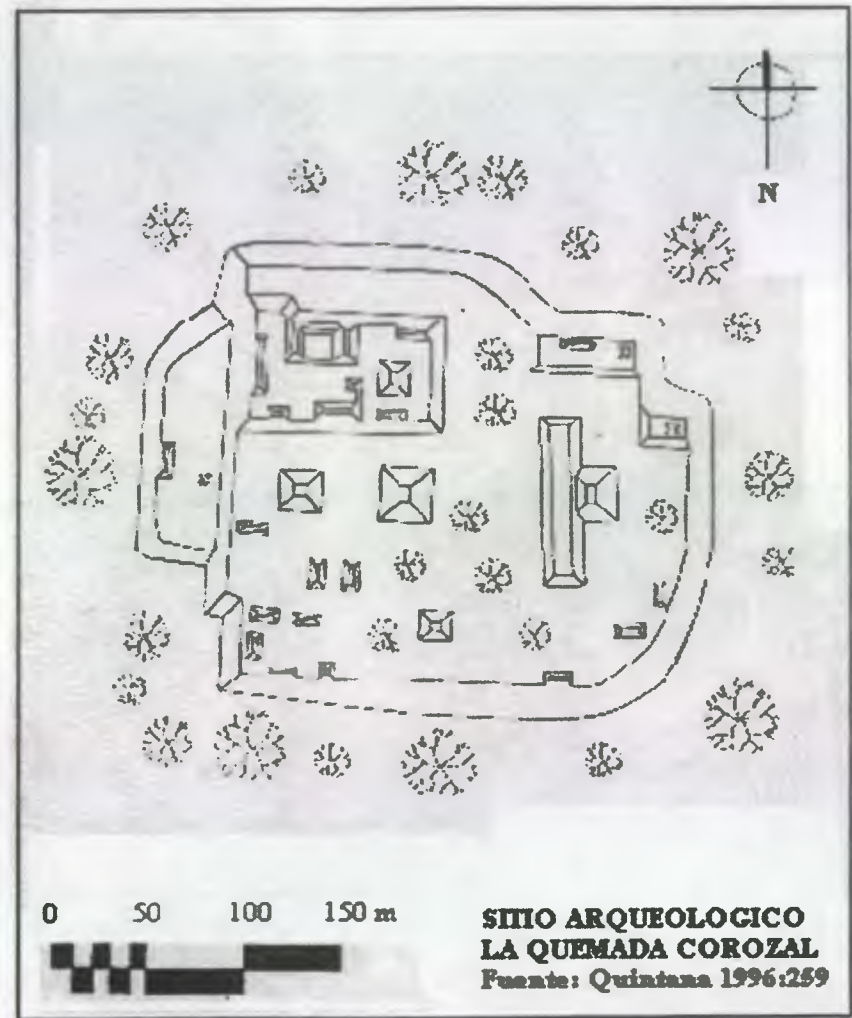 N
0 50 100 150 m
SITIO ARQUEOLOGICO
LA QUEMADA COROZAL
Fuente: Quintana 1996:259